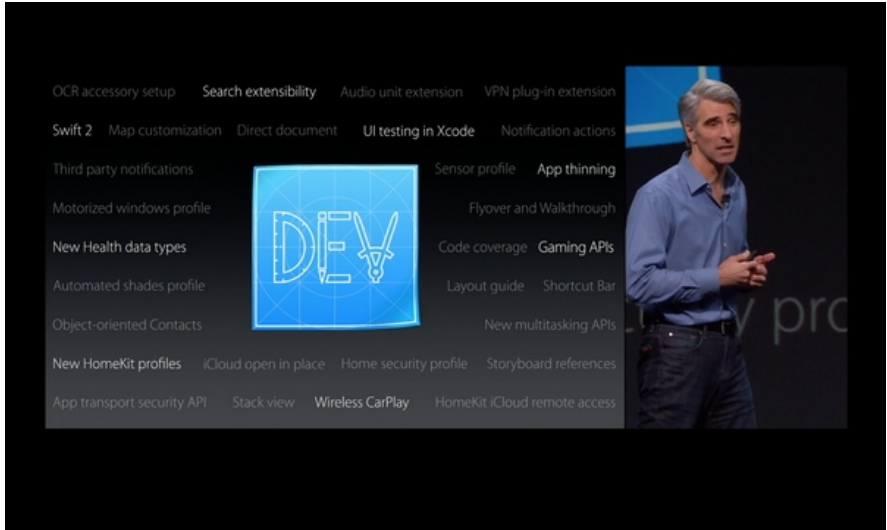 OCR accessory setup Search extensibility Audio unit extension VPN plug-in extension
Swift 2 Map customization Direct document UI testing in Xcode Notification actions
Third party notifications Sensor profile App thinning
Motorized windows profile Flyover and Walkthrough
DEV
New Health data types Code coverage Gaming APIs
Automated shades profile Layout guide Shortcut Bar
Object-oriented Contacts New multitasking APIs
New HomeKit profiles iCloud open in place Home security profile Storyboard references
App transport security API Stack view Wireless CarPlay HomeKit iCloud remote access